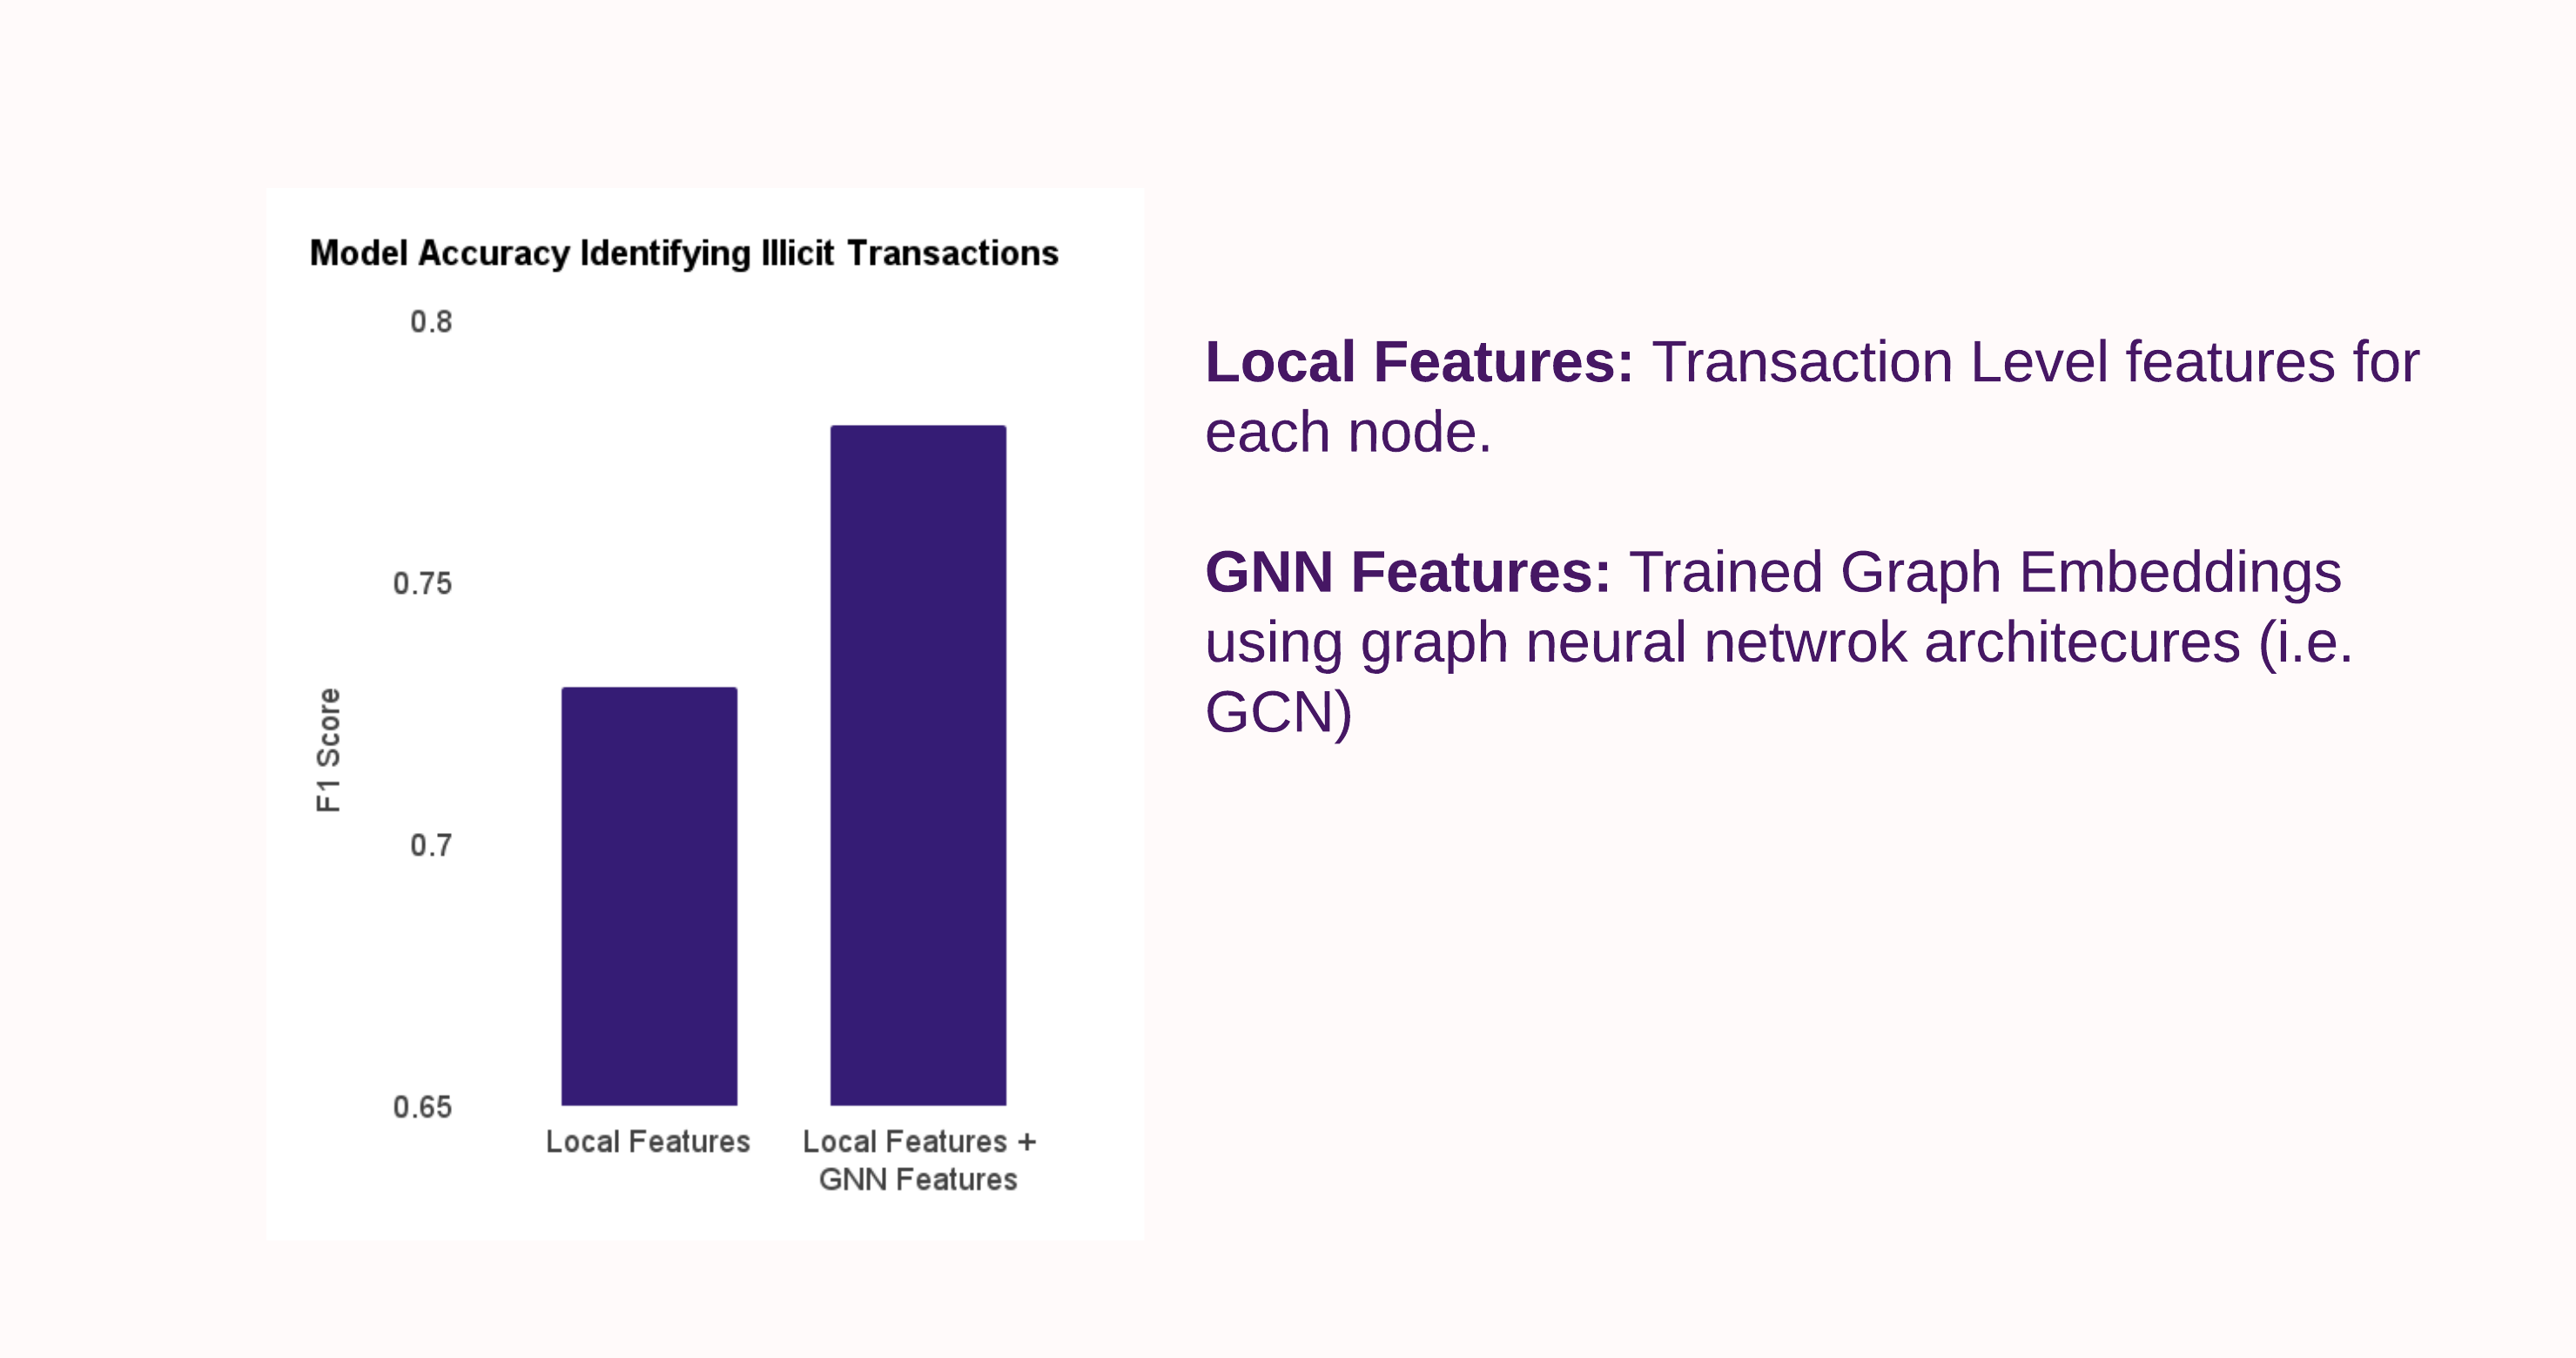 Model Accuracy Identifying Illicit Transactions
0.8
0.75
0.7
0.65
F1 Score
Local Features
Local Features +
GNN Features
Local Features: Transaction Level features for
each node.
GNN Features: Trained Graph Embeddings
using graph neural netwrok architecures (i.e.
GCN)